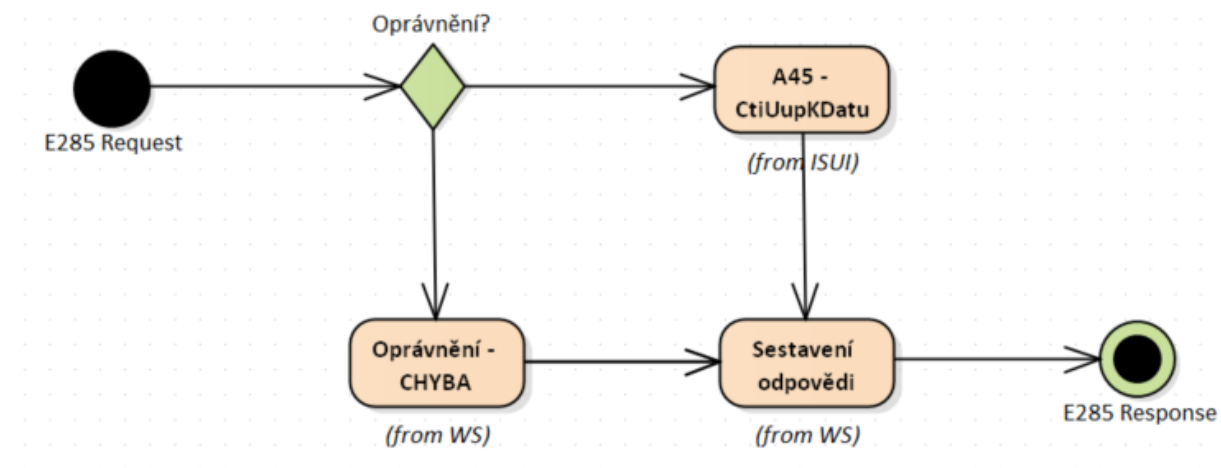 Oprávnění?
E285 Request
A45 -
CtiUupKDatu
(from ISUI)
Oprávnění -
CHYBA
(from WS)
Sestavení
odpovědi
(from WS)
E285 Response